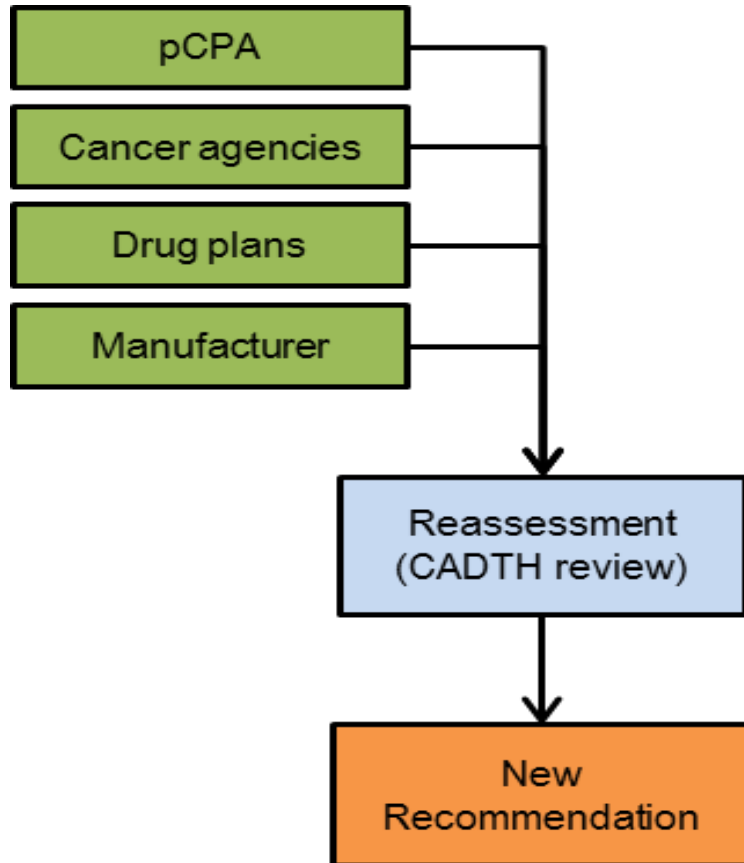 pCPA
Cancer agencies
Drug plans
Manufacturer
Reassessment
(CADTH review)
New
Recommendation